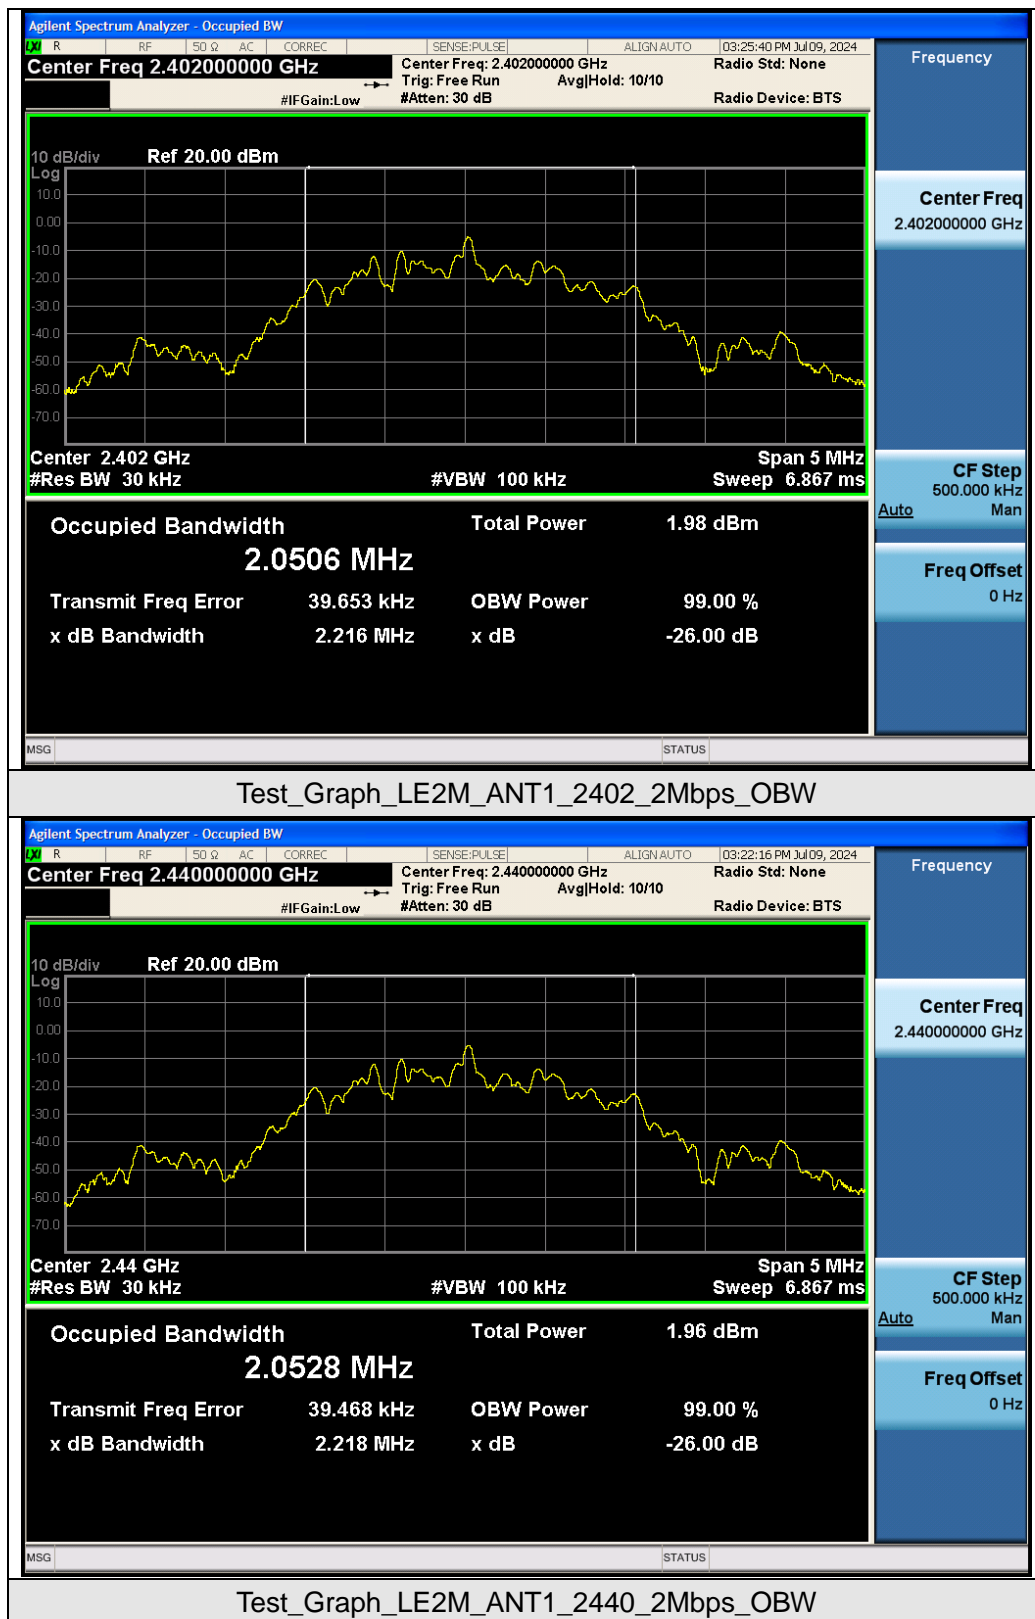 Agilent Spectrum Analyzer - Occupied BW
LXI R RF 50 Ω AC CORREC SENSE:PULSE ALIGN AUTO 03:25:40 PM Jul 09, 2024
Center Freq 2.402000000 GHz
Center Freq: 2.402000000 GHz
Radio Std: None
Trig: Free Run Avg|Hold: 10/10
#IFGain:Low
#Atten: 30 dB
Radio Device: BTS
Frequency
10 dB/div Ref 20.00 dBm
Log
10.0
0.00
-10.0
-20.0
-30.0
-40.0
-50.0
-60.0
-70.0
Center Freq
2.402000000 GHz
Center 2.402 GHz
Span 5 MHz
#Res BW 30 kHz
#VBW 100 kHz
Sweep 6.867 ms
CF Step
500.000 kHz
Auto Man
Occupied Bandwidth
2.0506 MHz
Total Power 1.98 dBm
Transmit Freq Error 39.653 kHz
OBW Power 99.00 %
x dB Bandwidth 2.216 MHz
x dB -26.00 dB
Freq Offset
0 Hz
MSG
STATUS
Test_Graph_LE2M_ANT1_2402_2Mbps_OBW
Agilent Spectrum Analyzer - Occupied BW
LXI R RF 50 Ω AC CORREC SENSE:PULSE ALIGN AUTO 03:22:16 PM Jul 09, 2024
Center Freq 2.440000000 GHz
Center Freq: 2.440000000 GHz
Radio Std: None
Trig: Free Run Avg|Hold: 10/10
#IFGain:Low
#Atten: 30 dB
Radio Device: BTS
Frequency
10 dB/div Ref 20.00 dBm
Log
10.0
0.00
-10.0
-20.0
-30.0
-40.0
-50.0
-60.0
-70.0
Center Freq
2.440000000 GHz
Center 2.44 GHz
Span 5 MHz
#Res BW 30 kHz
#VBW 100 kHz
Sweep 6.867 ms
CF Step
500.000 kHz
Auto Man
Occupied Bandwidth
2.0528 MHz
Total Power 1.96 dBm
Transmit Freq Error 39.468 kHz
OBW Power 99.00 %
x dB Bandwidth 2.218 MHz
x dB -26.00 dB
Freq Offset
0 Hz
MSG
STATUS
Test_Graph_LE2M_ANT1_2440_2Mbps_OBW